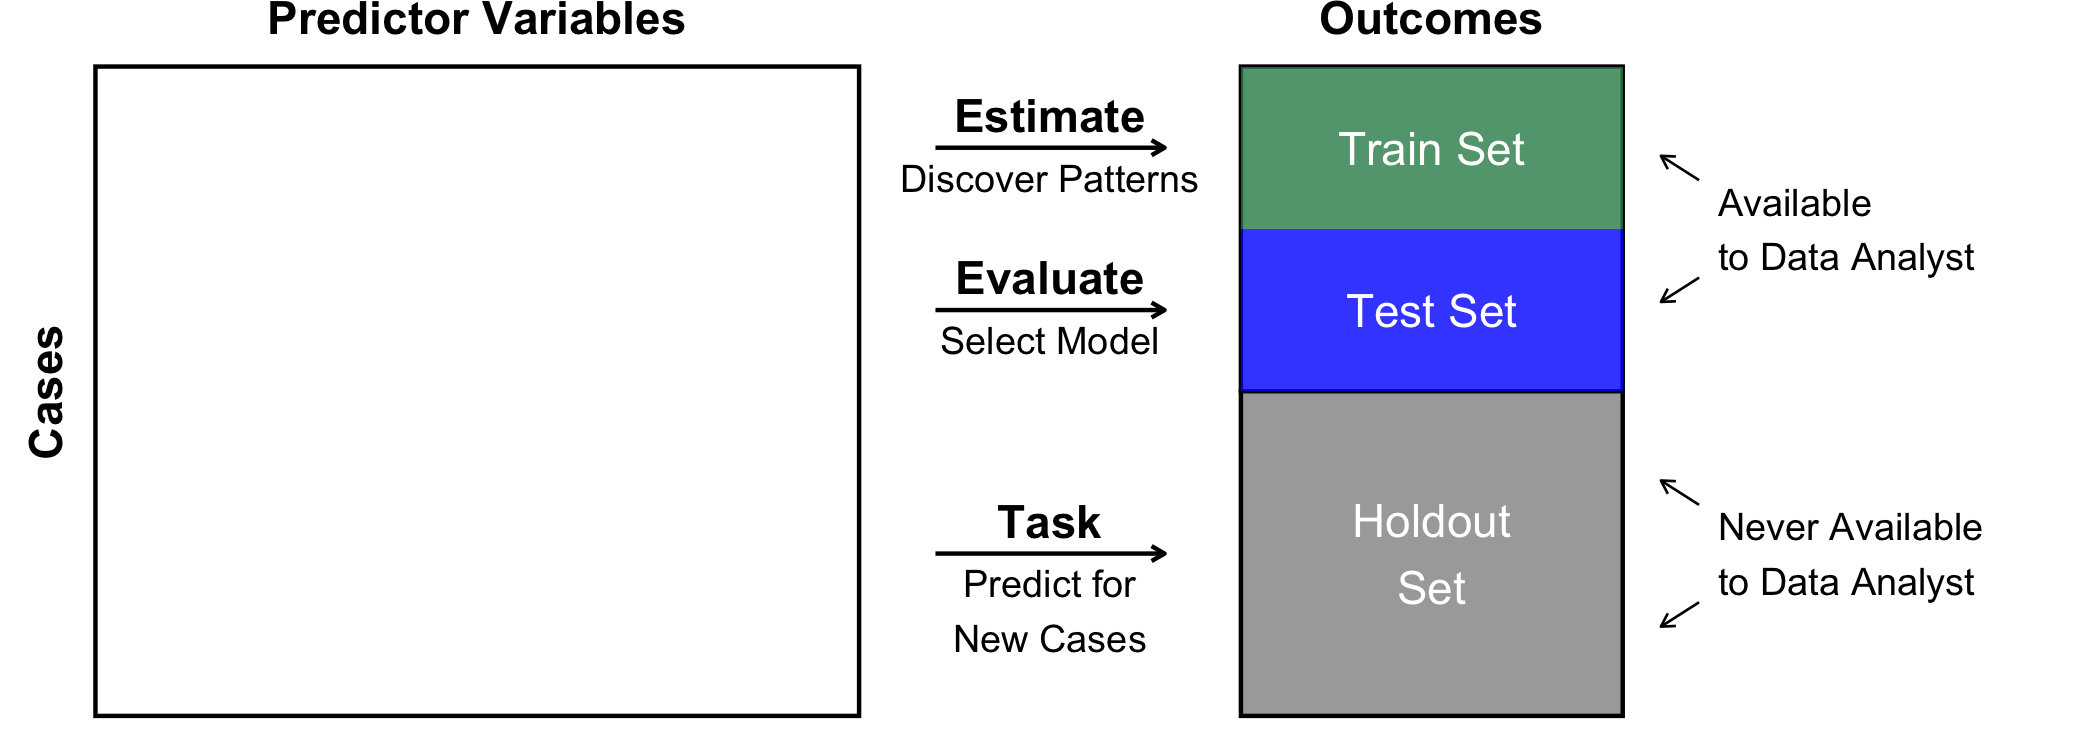 Predictor Variables
Outcomes
Cases
Estimate
Discover Patterns
Train Set
Available
to Data Analyst
Evaluate
Select Model
Test Set
Task
Predict for
New Cases
Holdout
Set
Never Available
to Data Analyst